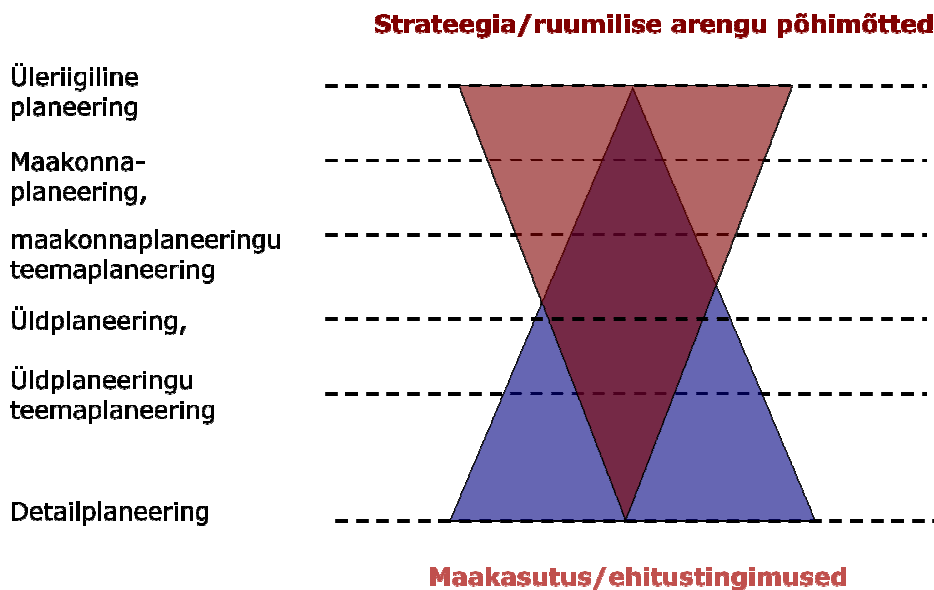 Strateegia/ruumilise arengu põhimõtted
Üleriigiline
planeering
Maakonna-
planeering,
maakonnaplaneeringu
teemaplaneering
Üldplaneering,
Üldplaneeringu
teemaplaneering
Detailplaneering
Maakasutus/ehitustingimused